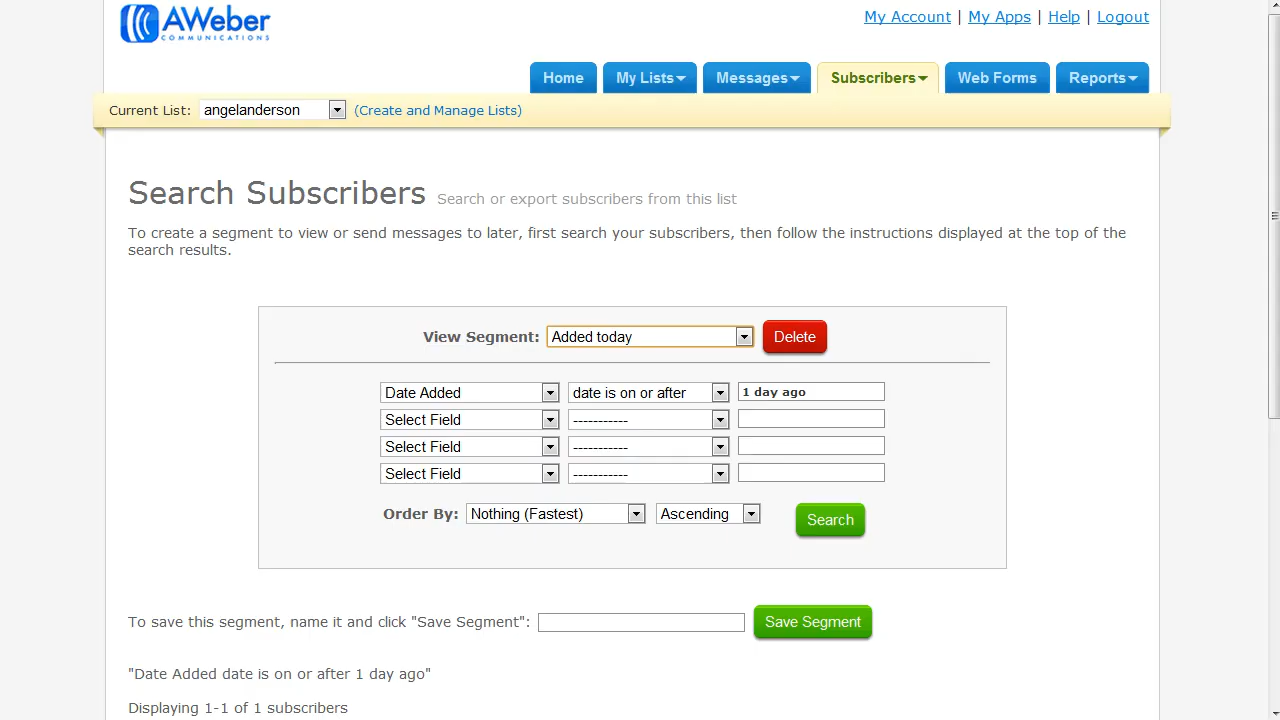 AWeber
COMMUNICATIONS
My Account | My Apps | Help | Logout
Home My Lists Messages Subscribers Web Forms Reports
Current List: angelanderson (Create and Manage Lists)
Search Subscribers Search or export subscribers from this list
To create a segment to view or send messages to later, first search your subscribers, then follow the instructions displayed at the top of the
search results.
View Segment: Added today Delete
Date Added date is on or after 1 day ago
Select Field -----------
Select Field -----------
Select Field -----------
Order By: Nothing (Fastest) Ascending Search
To save this segment, name it and click "Save Segment": Save Segment
"Date Added date is on or after 1 day ago"
Displaying 1-1 of 1 subscribers